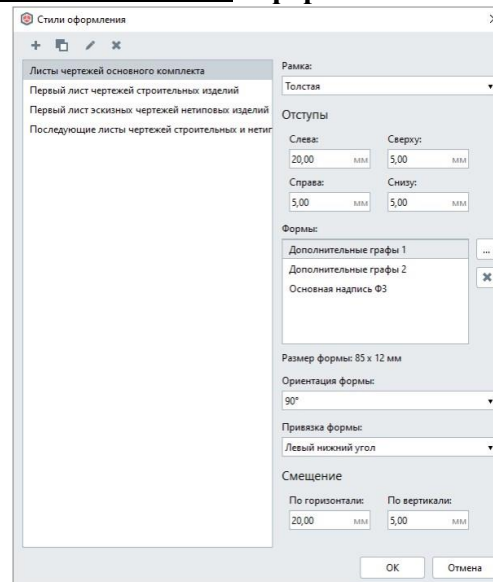 Стили оформления
Листы чертежей основного комплекта
Первый лист чертежей строительных изделий
Первый лист эскизных чертежей нетиповых изделий
Последующие листы чертежей строительных и нетип
Рамка:
Толстая
Отступы
Слева: Сверху:
20,00 мм 5,00 мм
Справа: Снизу:
5,00 мм 5,00 мм
Формы:
Дополнительные графы 1 ...
Дополнительные графы 2
Основная надпись Ф3
Размер формы: 85 x 12 мм
Ориентация формы:
90°
Привязка формы:
Левый нижний угол
Смещение
По горизонтали: По вертикали:
20,00 мм 5,00 мм
ОК Отмена